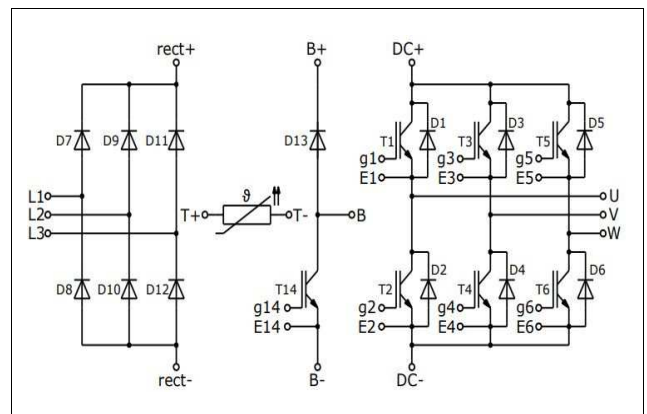 rect+ B+ DC+
D7 D9 D11 D13 T1 D1 T3 D3 T5 D5
g1 g3 g5
E1 E3 E5
L1 ϑ U
L2 T+ T- B V
L3 W
D8 D10 D12 T14 T2 D2 T4 D4 T6 D6
g14 g2 g4 g6
E14 E2 E4 E6
rect- B- DC-